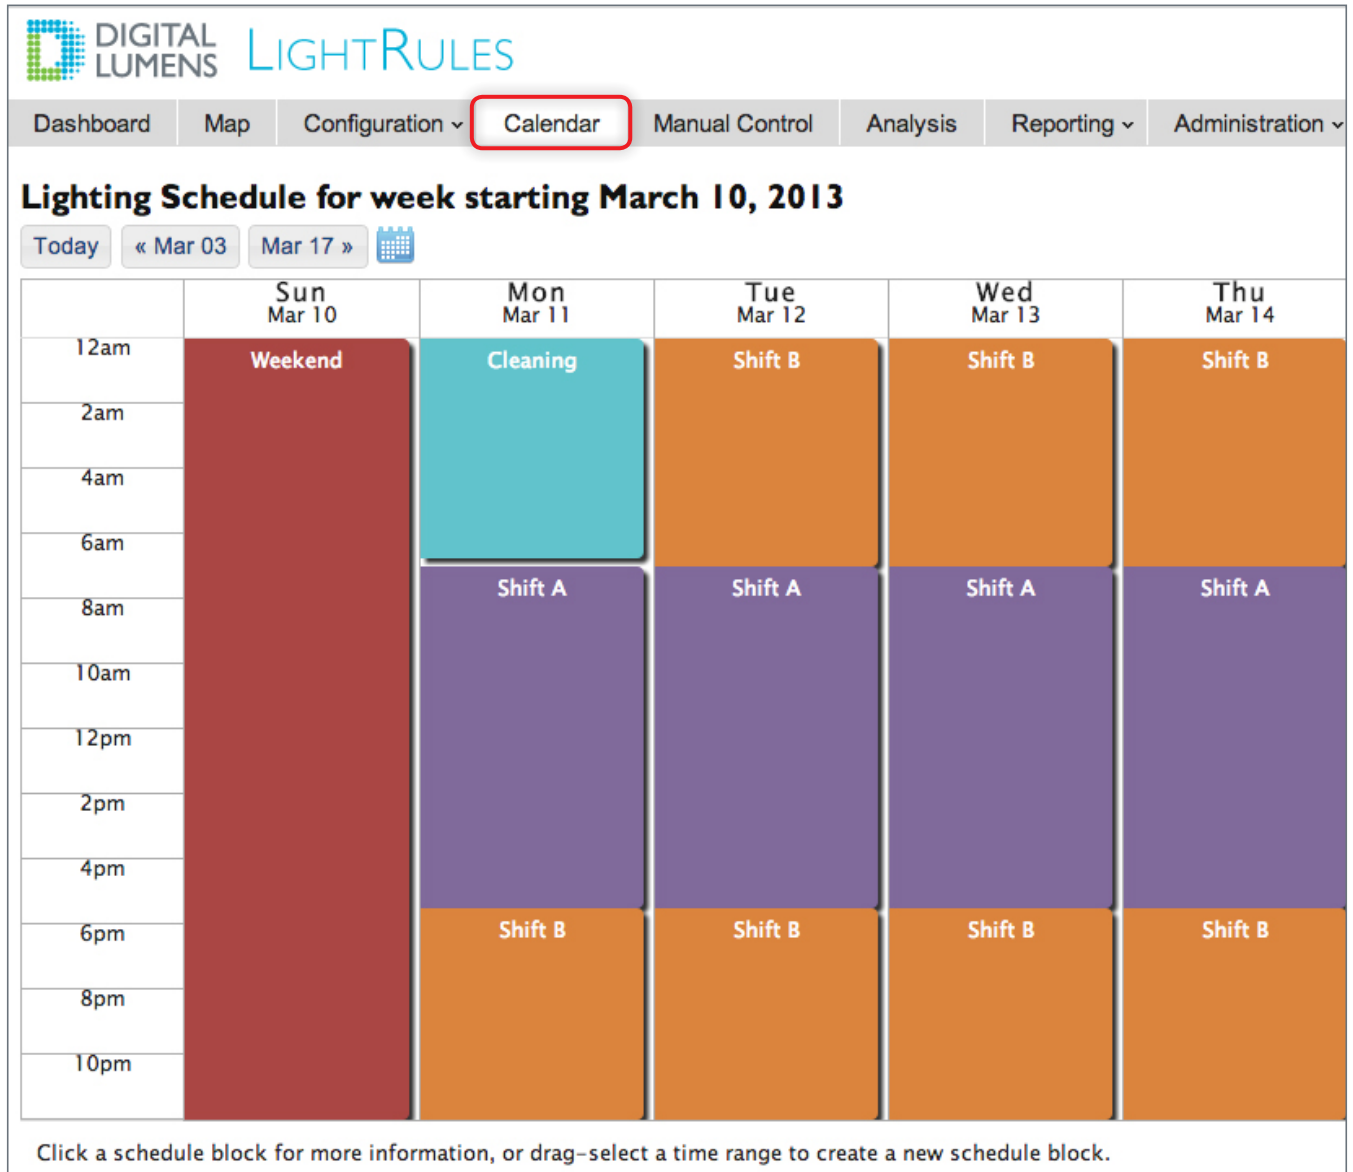 DIGITAL
LUMENS
LIGHTRULES
Dashboard Map Configuration Calendar Manual Control Analysis Reporting Administration
Lighting Schedule for week starting March 10, 2013
Today « Mar 03 Mar 17 »
Sun Mon Tue Wed Thu
Mar 10 Mar 11 Mar 12 Mar 13 Mar 14
12am
Weekend Cleaning Shift B Shift B Shift B
2am
4am
6am
Shift A Shift A Shift A Shift A
8am
10am
12pm
2pm
4pm
6pm Shift B Shift B Shift B Shift B
8pm
10pm
Click a schedule block for more information, or drag-select a time range to create a new schedule block.